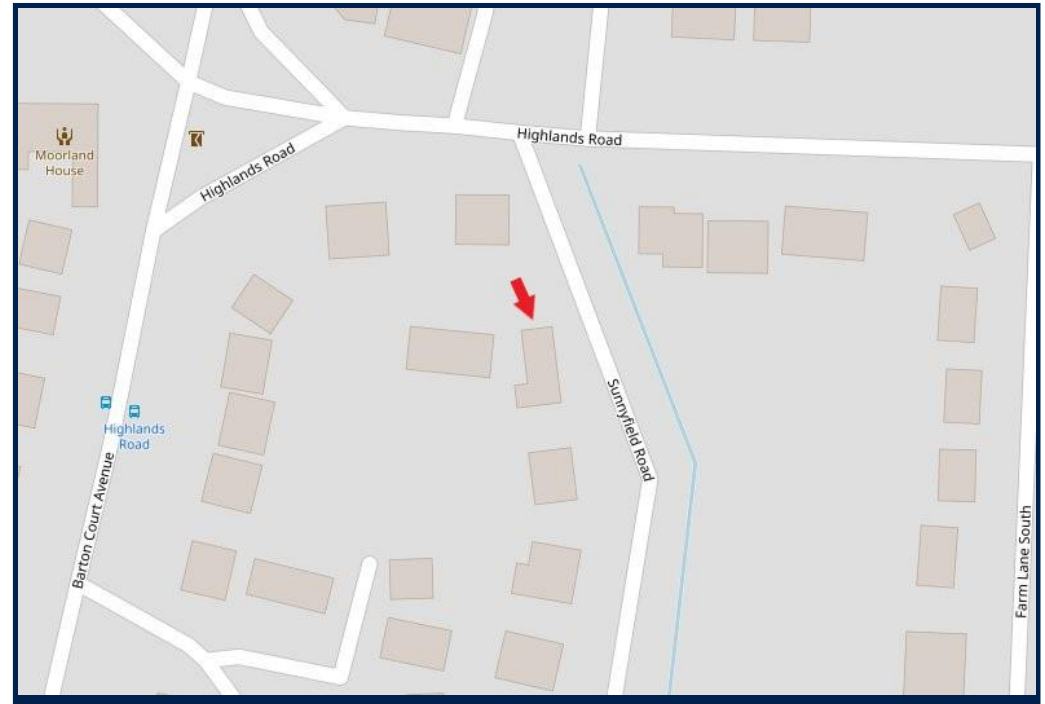 Highlands Road
Moorland
House
Highlands Road
Sunnyfield Road
Highlands
Road
Barton Court Avenue
Farm Lane South